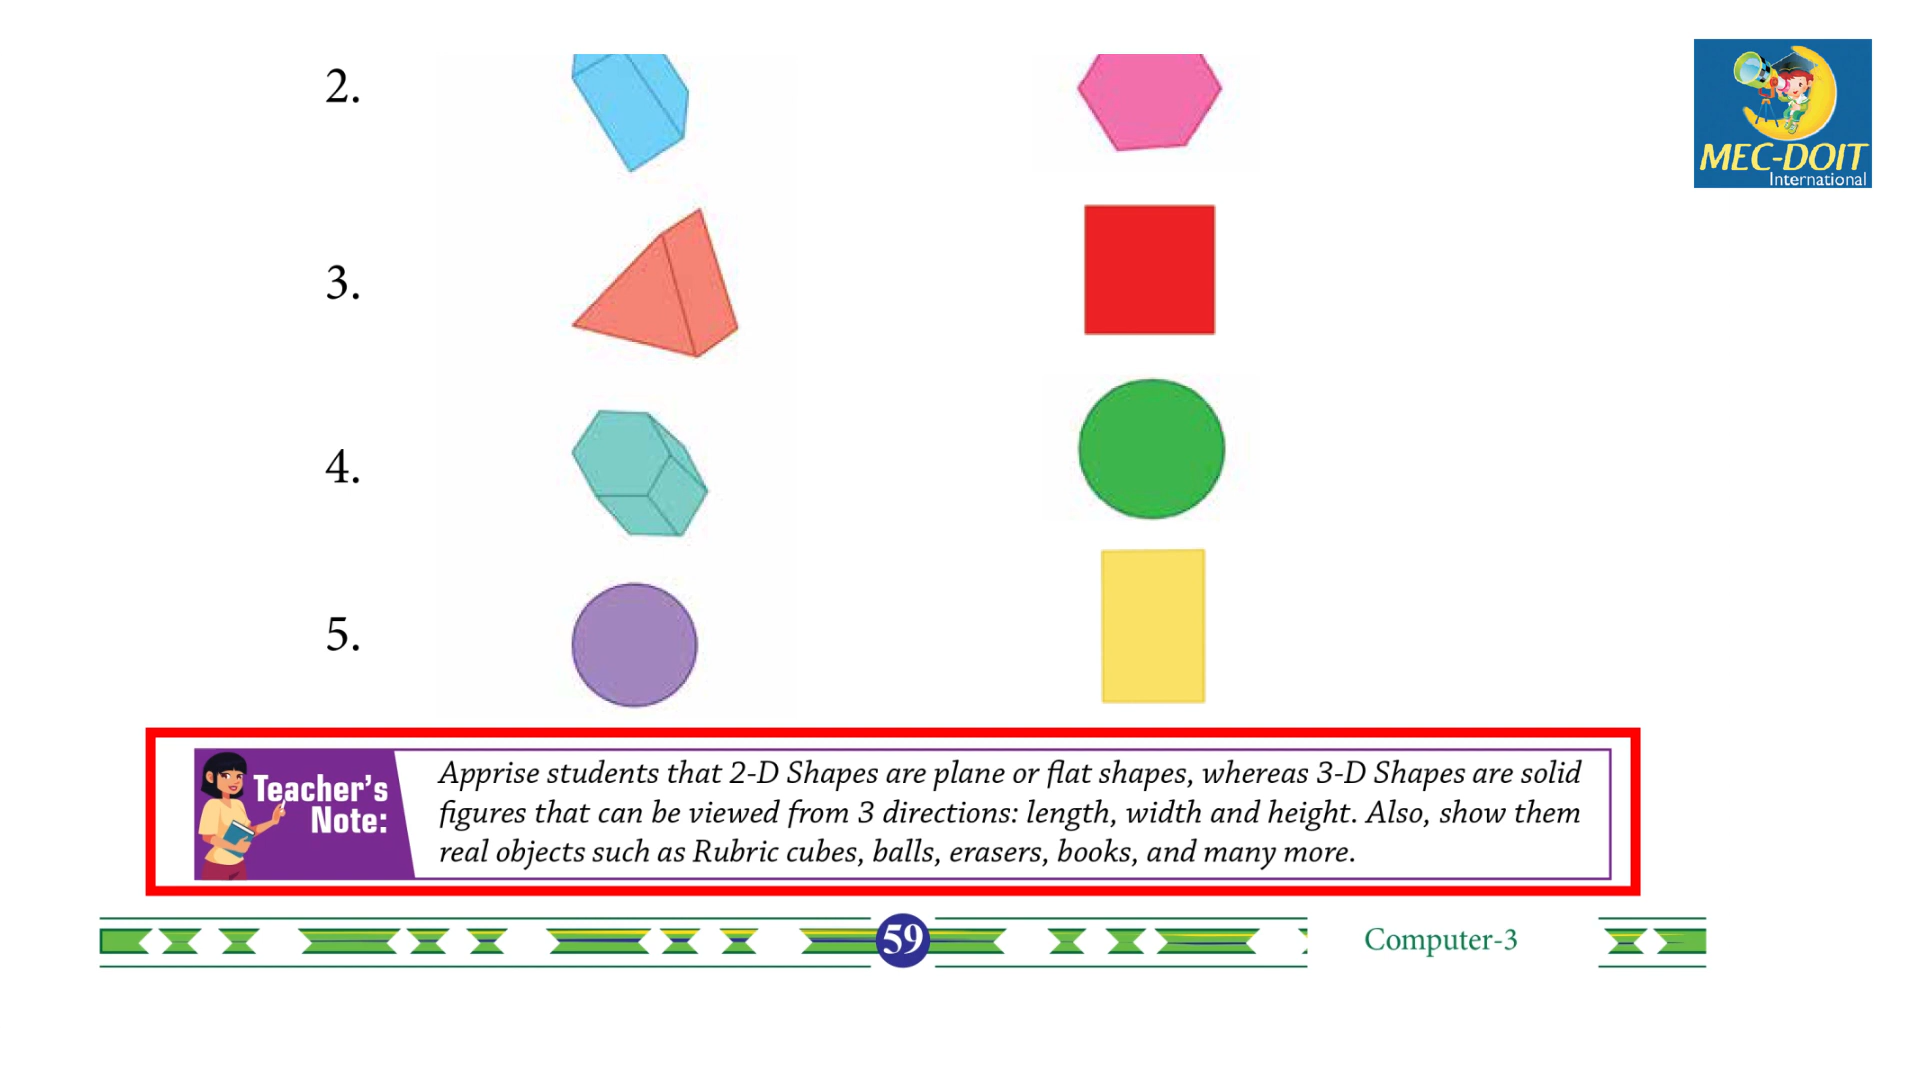 2.
MEC-DOIT
International
3.
4.
5.
Teacher's
Note:
Apprise students that 2-D Shapes are plane or flat shapes, whereas 3-D Shapes are solid
figures that can be viewed from 3 directions: length, width and height. Also, show them
real objects such as Rubric cubes, balls, erasers, books, and many more.
59
Computer-3